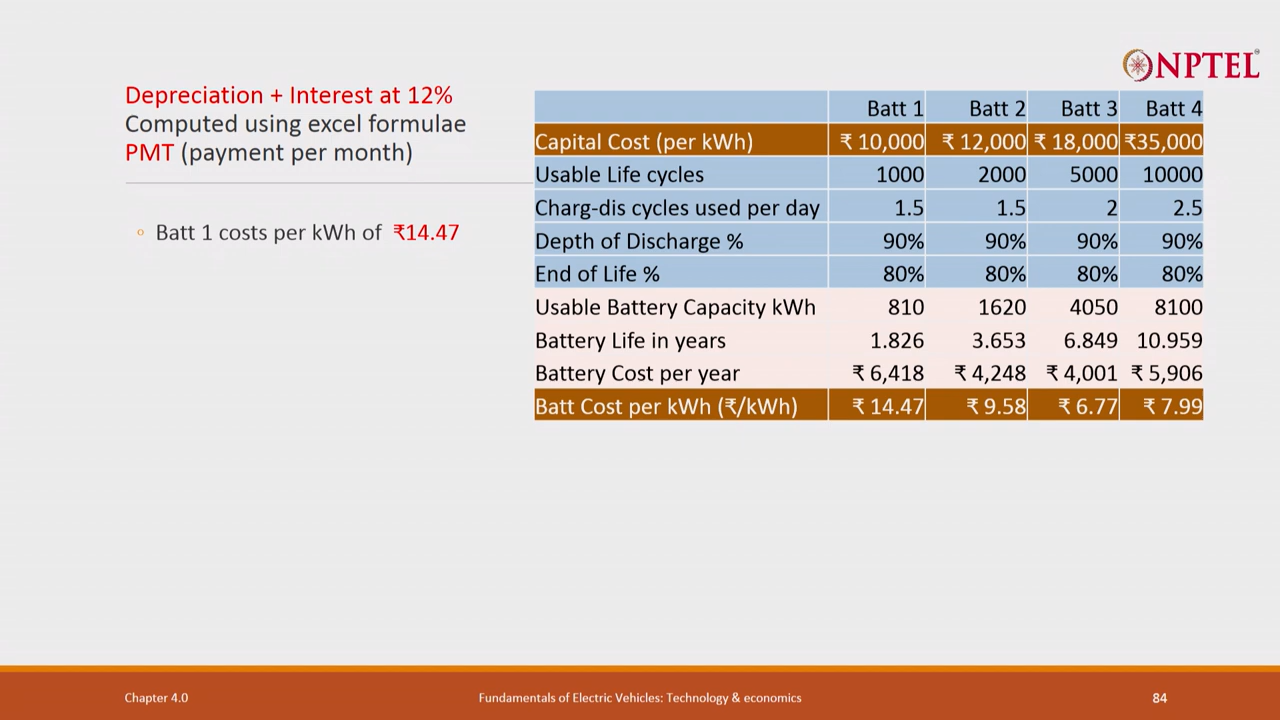 NPTEL
Depreciation + Interest at 12%
Computed using excel formulae
PMT (payment per month)
Batt 1 costs per kWh of ₹14.47
Batt 1 Batt 2 Batt 3 Batt 4
Capital Cost (per kWh) ₹ 10,000 ₹ 12,000 ₹ 18,000 ₹35,000
Usable Life cycles 1000 2000 5000 10000
Charg-dis cycles used per day 1.5 1.5 2 2.5
Depth of Discharge % 90% 90% 90% 90%
End of Life % 80% 80% 80% 80%
Usable Battery Capacity kWh 810 1620 4050 8100
Battery Life in years 1.826 3.653 6.849 10.959
Battery Cost per year ₹ 6,418 ₹ 4,248 ₹ 4,001 ₹ 5,906
Batt Cost per kWh (₹/kWh) ₹ 14.47 ₹ 9.58 ₹ 6.77 ₹ 7.99
Chapter 4.0 Fundamentals of Electric Vehicles: Technology & economics 84